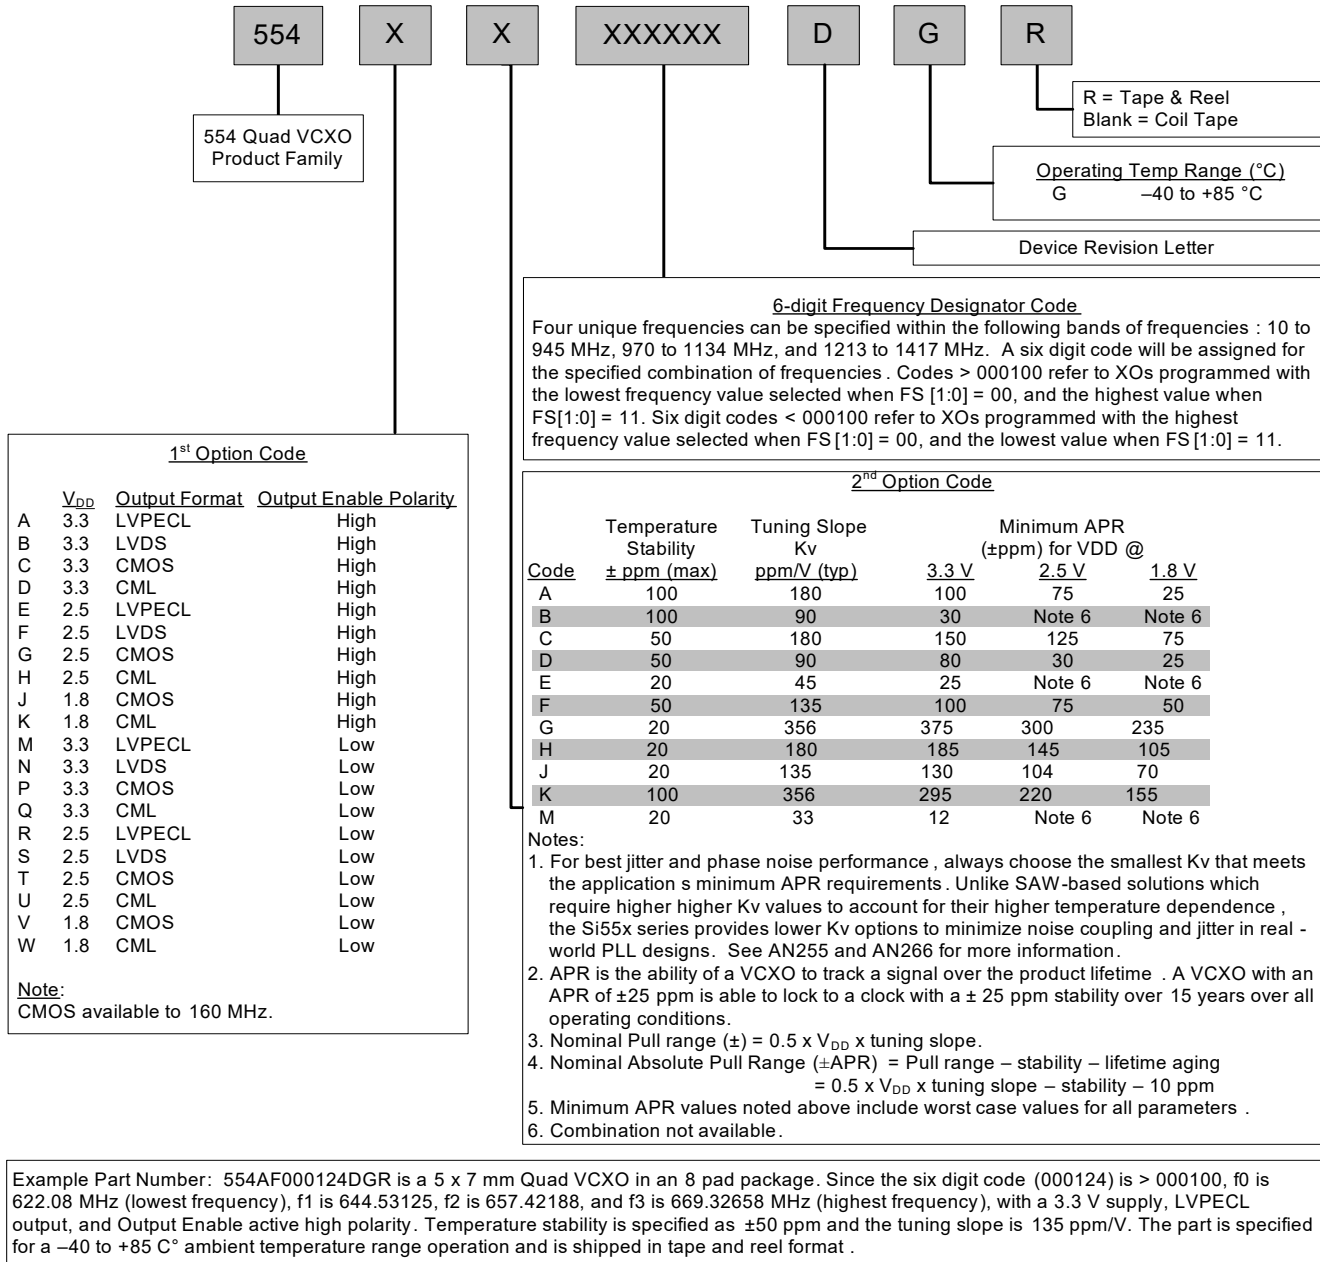 554 X X XXXXXX D G R
R = Tape & Reel
Blank = Coil Tape
554 Quad VCXO
Product Family
Operating Temp Range (°C)
G –40 to +85 °C
Device Revision Letter
6-digit Frequency Designator Code
Four unique frequencies can be specified within the following bands of frequencies : 10 to
945 MHz, 970 to 1134 MHz, and 1213 to 1417 MHz. A six digit code will be assigned for
the specified combination of frequencies . Codes > 000100 refer to XOs programmed with
the lowest frequency value selected when FS [1:0] = 00, and the highest value when
FS[1:0] = 11. Six digit codes < 000100 refer to XOs programmed with the highest
frequency value selected when FS [1:0] = 00, and the lowest value when FS [1:0] = 11.
1st Option Code
VDD Output Format Output Enable Polarity
A 3.3 LVPECL High
B 3.3 LVDS High
C 3.3 CMOS High
D 3.3 CML High
E 2.5 LVPECL High
F 2.5 LVDS High
G 2.5 CMOS High
H 2.5 CML High
J 1.8 CMOS High
K 1.8 CML High
M 3.3 LVPECL Low
N 3.3 LVDS Low
P 3.3 CMOS Low
Q 3.3 CML Low
R 2.5 LVPECL Low
S 2.5 LVDS Low
T 2.5 CMOS Low
U 2.5 CML Low
V 1.8 CMOS Low
W 1.8 CML Low
Note:
CMOS available to 160 MHz.
2nd Option Code
Temperature Tuning Slope Minimum APR
Stability Kv (±ppm) for VDD @
Code ± ppm (max) ppm/V (typ) 3.3 V 2.5 V 1.8 V
A 100 180 100 75 25
B 100 90 30 Note 6 Note 6
C 50 180 150 125 75
D 50 90 80 30 25
E 20 45 25 Note 6 Note 6
F 50 135 100 75 50
G 20 356 375 300 235
H 20 180 185 145 105
J 20 135 130 104 70
K 100 356 295 220 155
M 20 33 12 Note 6 Note 6
Notes:
1. For best jitter and phase noise performance , always choose the smallest Kv that meets
the application s minimum APR requirements . Unlike SAW-based solutions which
require higher higher Kv values to account for their higher temperature dependence ,
the Si55x series provides lower Kv options to minimize noise coupling and jitter in real -
world PLL designs. See AN255 and AN266 for more information.
2. APR is the ability of a VCXO to track a signal over the product lifetime . A VCXO with an
APR of ±25 ppm is able to lock to a clock with a ± 25 ppm stability over 15 years over all
operating conditions.
3. Nominal Pull range (±) = 0.5 x VDD x tuning slope.
4. Nominal Absolute Pull Range (±APR) = Pull range – stability – lifetime aging
= 0.5 x VDD x tuning slope – stability – 10 ppm
5. Minimum APR values noted above include worst case values for all parameters .
6. Combination not available.
Example Part Number: 554AF000124DGR is a 5 x 7 mm Quad VCXO in an 8 pad package. Since the six digit code (000124) is > 000100, f0 is
622.08 MHz (lowest frequency), f1 is 644.53125, f2 is 657.42188, and f3 is 669.32658 MHz (highest frequency), with a 3.3 V supply, LVPECL
output, and Output Enable active high polarity. Temperature stability is specified as ±50 ppm and the tuning slope is 135 ppm/V. The part is specified
for a –40 to +85 C° ambient temperature range operation and is shipped in tape and reel format .